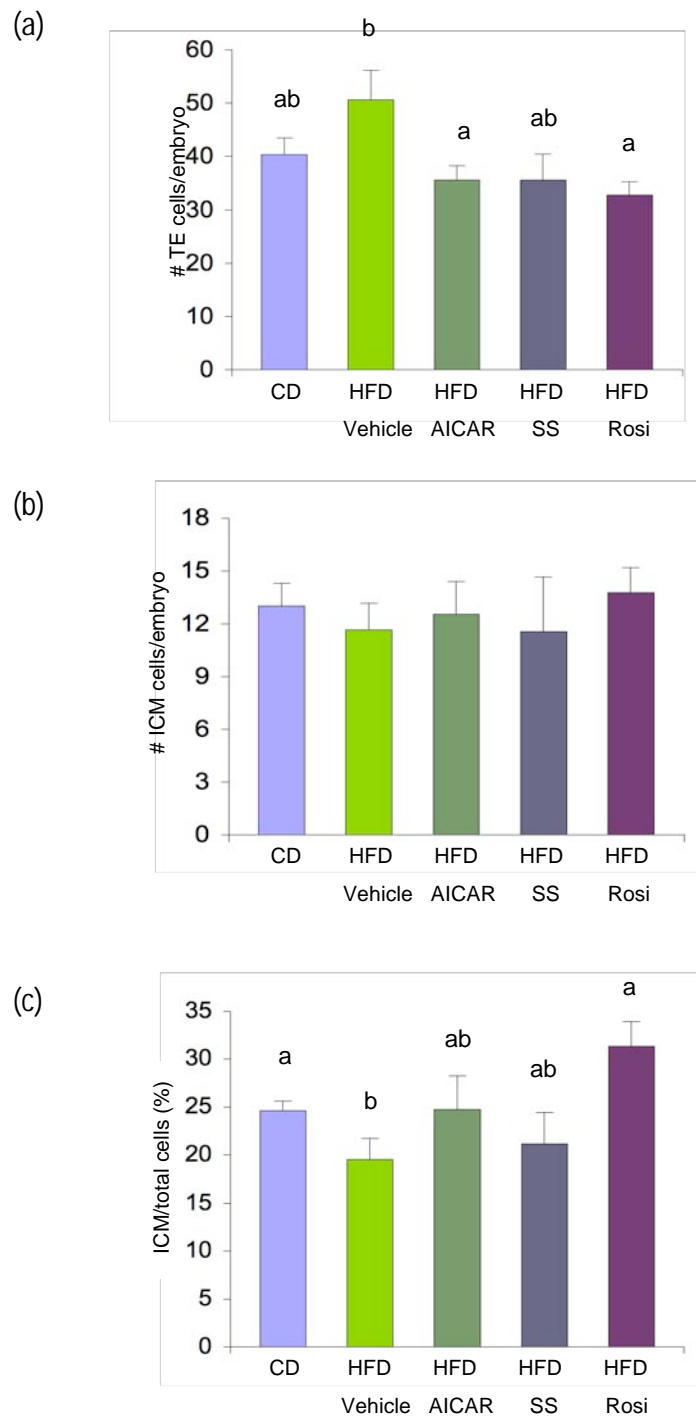 (a)
b
60
ab
50
ab
a
a
40
30
20
10
0
# TE cells/embryo
CD HFD HFD HFD HFD
Vehicle AICAR SS Rosi
(b)
18
15
12
9
6
3
0
# ICM cells/embryo
CD HFD HFD HFD HFD
Vehicle AICAR SS Rosi
(c)
a
35
ab
ab
a
b
30
25
20
15
10
5
0
ICM/total cells (%)
CD HFD HFD HFD HFD
Vehicle AICAR SS Rosi